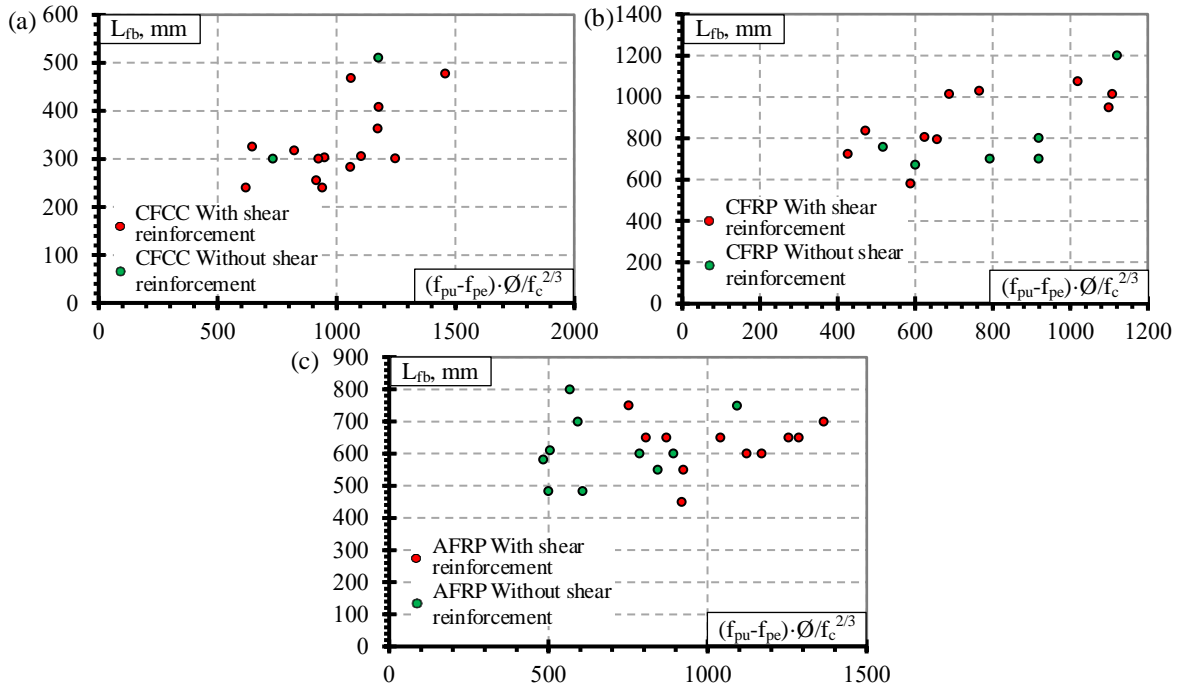 (a)
L_fb, mm
600
500
400
300
200
100
0
CFCC With shear
reinforcement
CFCC Without shear
reinforcement
(f_pu-f_pe)·Ø/f_c^2/3
0 500 1000 1500 2000
(b)
L_fb, mm
1400
1200
1000
800
600
400
200
0
CFRP With shear
reinforcement
CFRP Without shear
reinforcement
(f_pu-f_pe)·Ø/f_c^2/3
0 200 400 600 800 1000 1200
(c)
L_fb, mm
900
800
700
600
500
400
300
200
100
0
AFRP With shear
reinforcement
AFRP Without shear
reinforcement
(f_pu-f_pe)·Ø/f_c^2/3
0 500 1000 1500